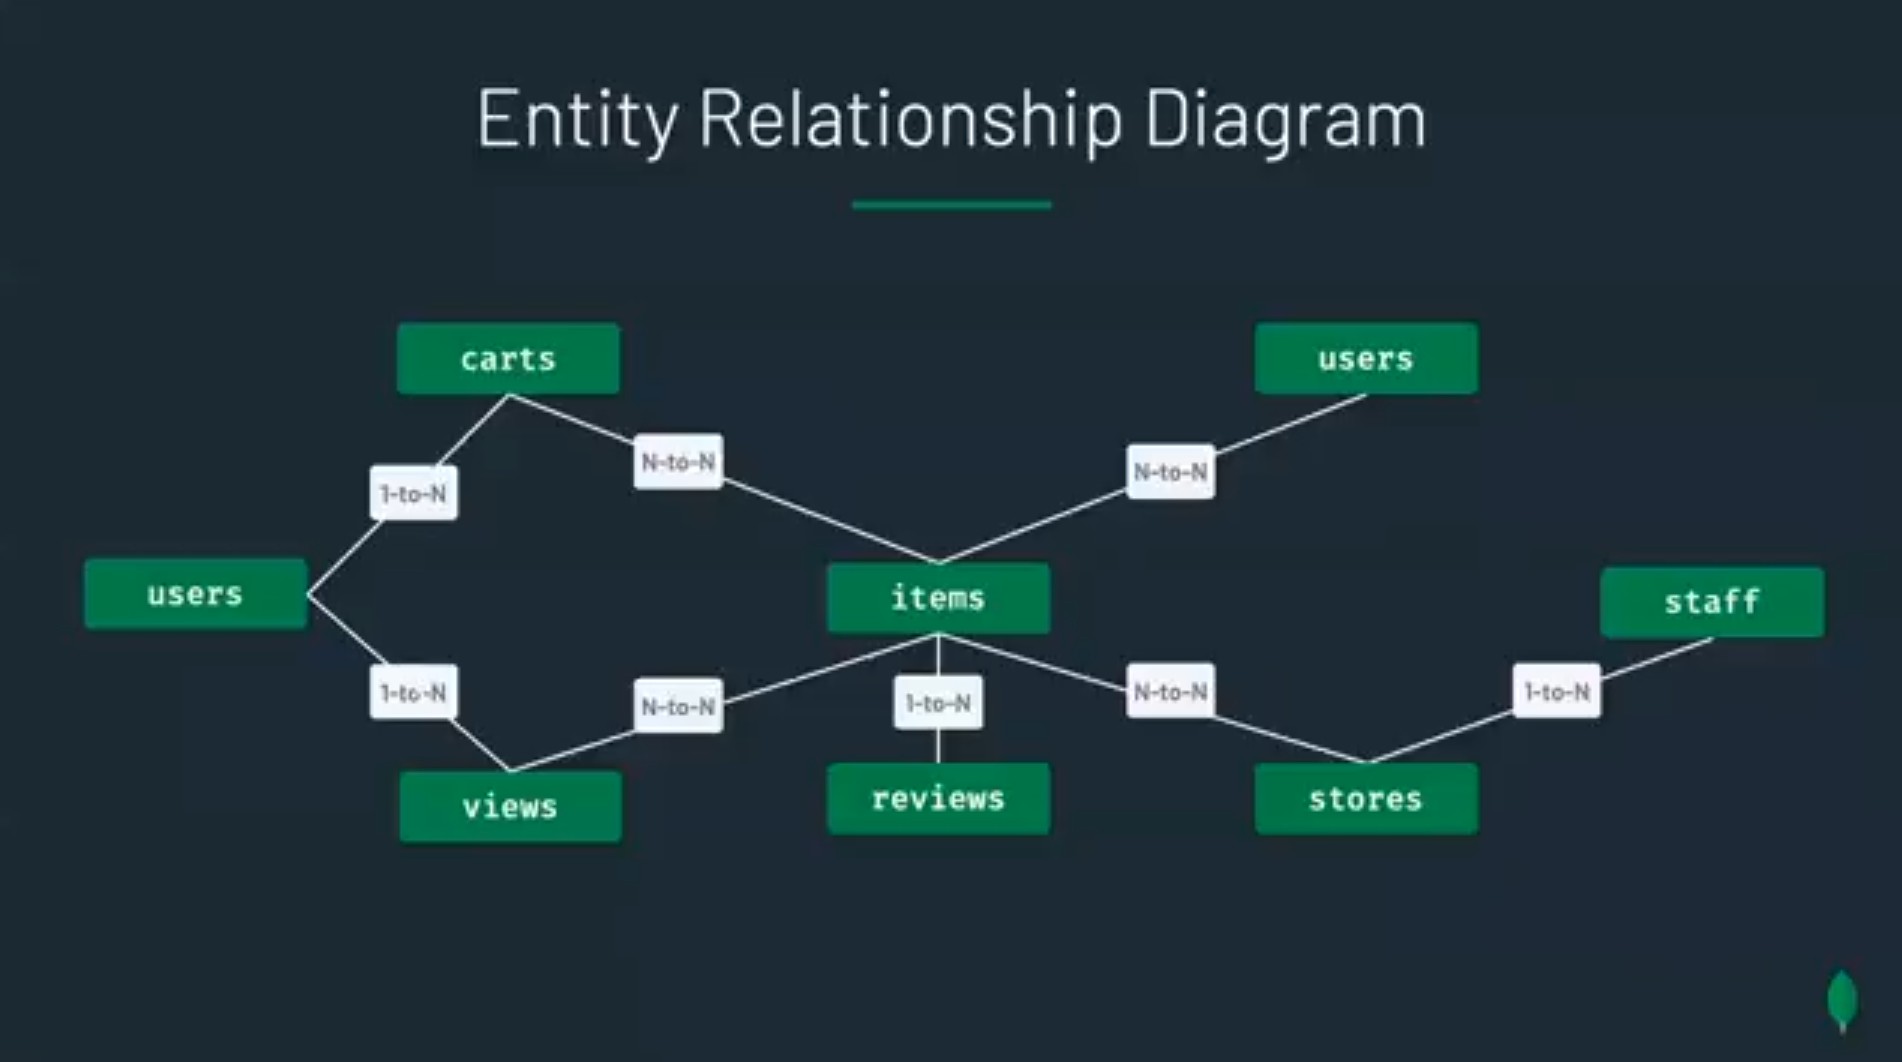 Entity Relationship Diagram
carts
users
N-to-N
N-to-N
1-to-N
users
items
staff
1-to-N
N-to-N
1-to-N
N-to-N
1-to-N
views
reviews
stores